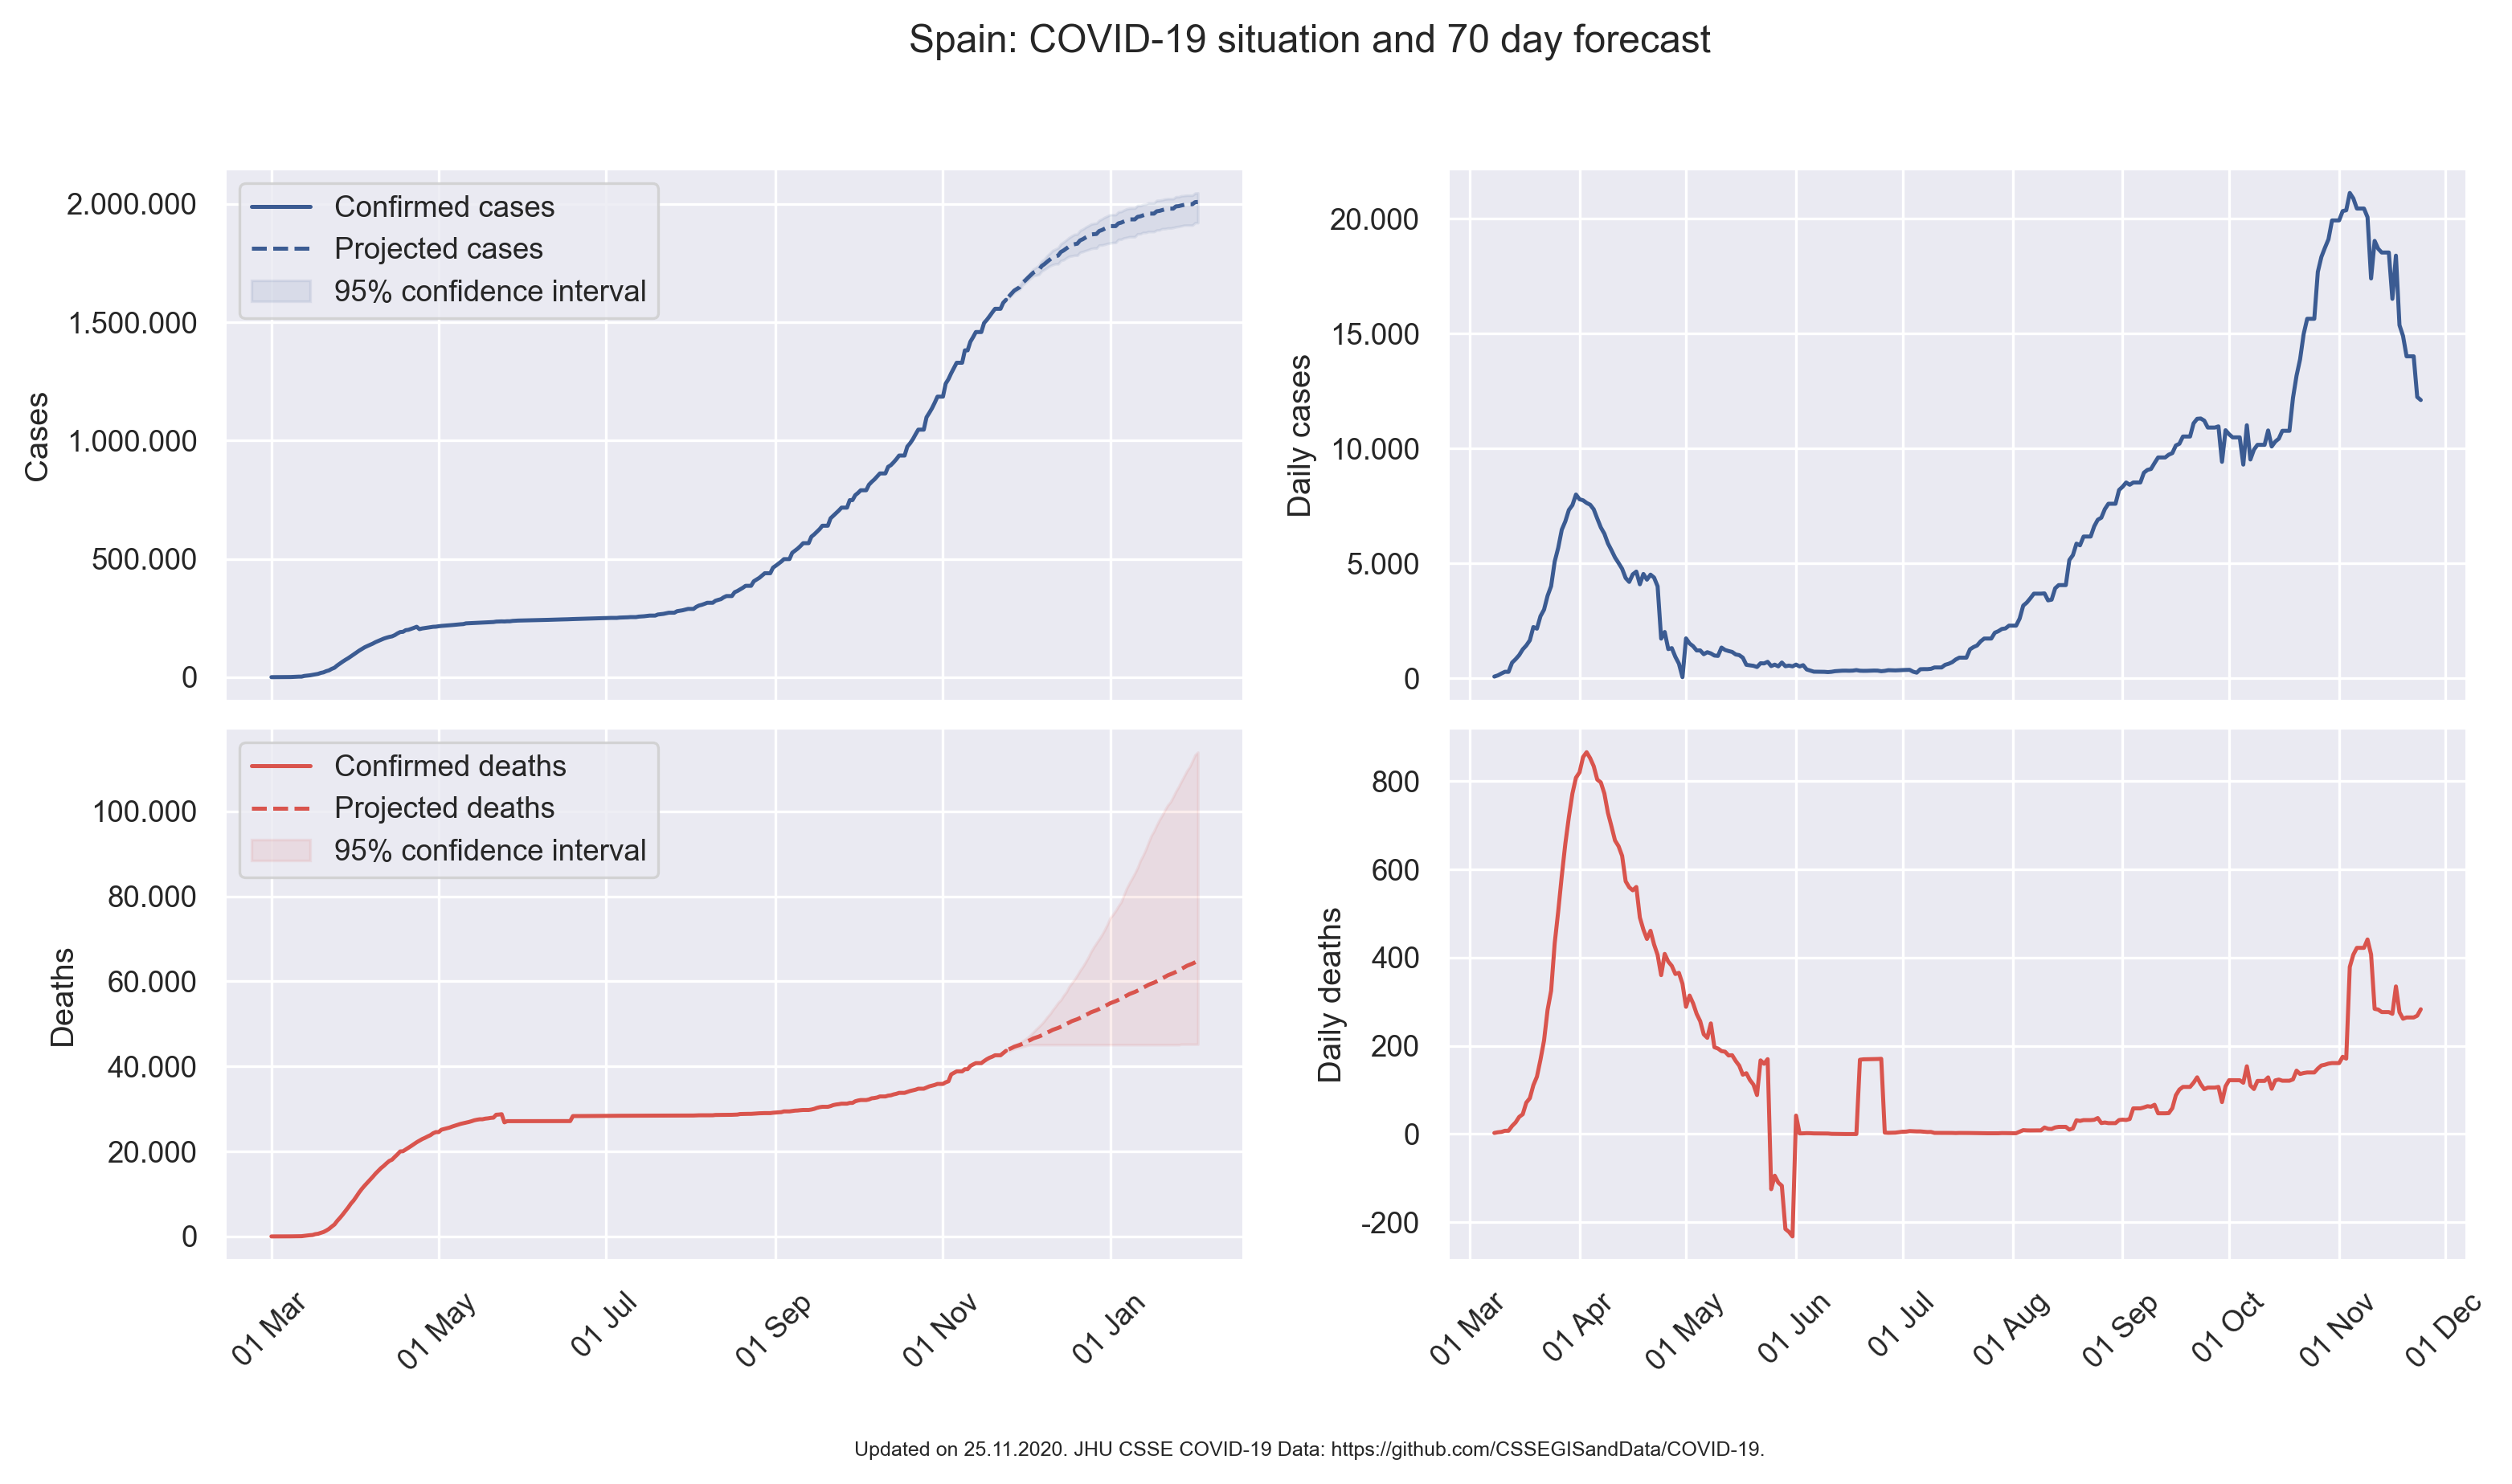 Spain: COVID-19 situation and 70 day forecast
Cases
2.000.000
1.500.000
1.000.000
500.000
0
Confirmed cases
Projected cases
95% confidence interval
Daily cases
20.000
15.000
10.000
5.000
0
Deaths
100.000
80.000
60.000
40.000
20.000
0
Confirmed deaths
Projected deaths
95% confidence interval
01 Mar
01 May
01 Jul
01 Sep
01 Nov
01 Jan
Daily deaths
800
600
400
200
0
-200
01 Mar
01 Apr
01 May
01 Jun
01 Jul
01 Aug
01 Sep
01 Oct
01 Nov
01 Dec
Updated on 25.11.2020. JHU CSSE COVID-19 Data: https://github.com/CSSEGISandData/COVID-19.